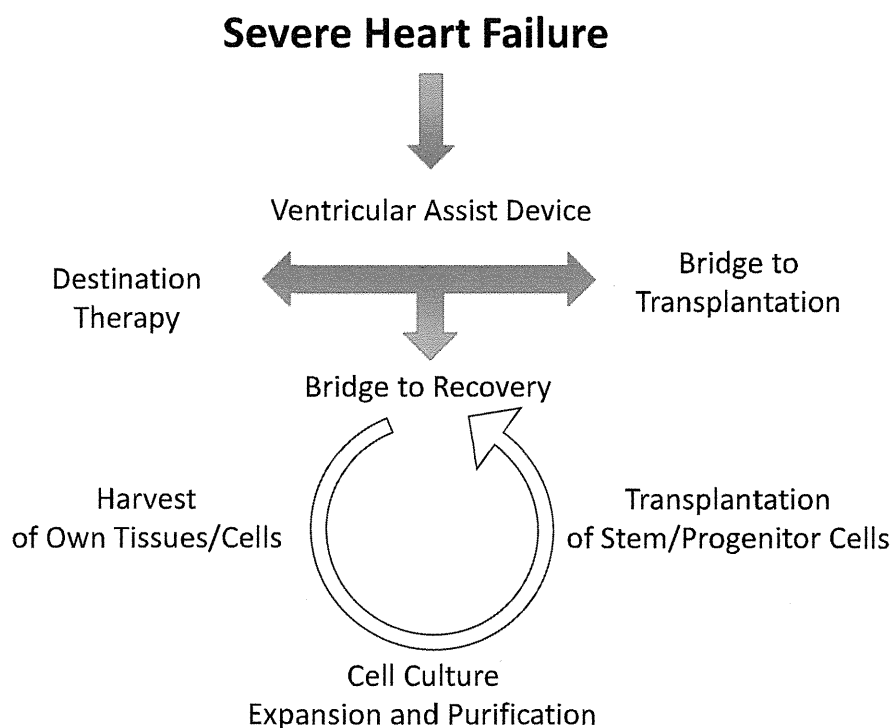 Severe Heart Failure
Ventricular Assist Device
Destination
Therapy
Bridge to
Transplantation
Bridge to Recovery
Harvest
of Own Tissues/Cells
Transplantation
of Stem/Progenitor Cells
Cell Culture
Expansion and Purification